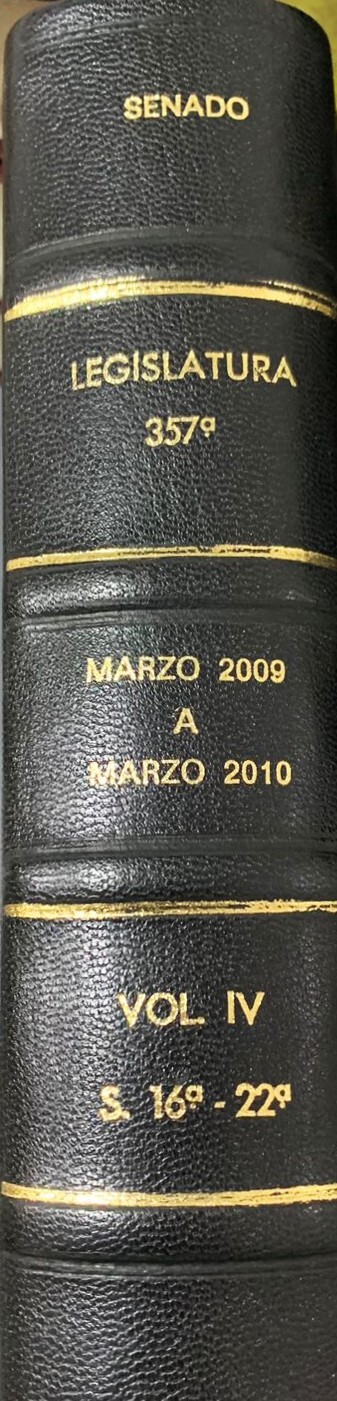 SENADO
LEGISLATURA
357ª
MARZO 2009
A
MARZO 2010
VOL. IV
S. 16ª - 22ª